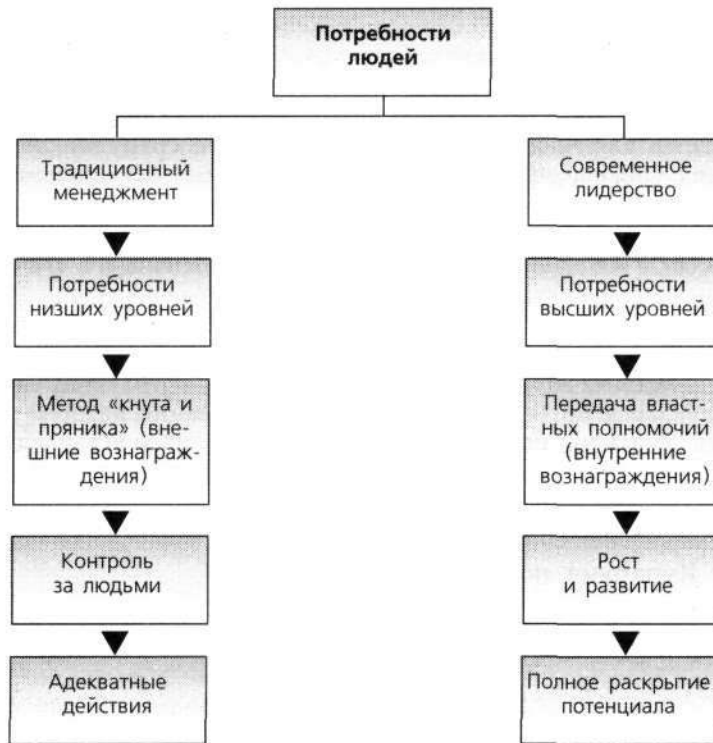 Потребности
людей
Традиционный
менеджмент
Потребности
низших уровней
Метод «кнута и
пряника» (вне-
шние вознаграж-
дения)
Контроль
за людьми
Адекватные
действия
Современное
лидерство
Потребности
высших уровней
Передача власт-
ных полномочий
(внутренние
вознаграждения)
Рост
и развитие
Полное раскрытие
потенциала